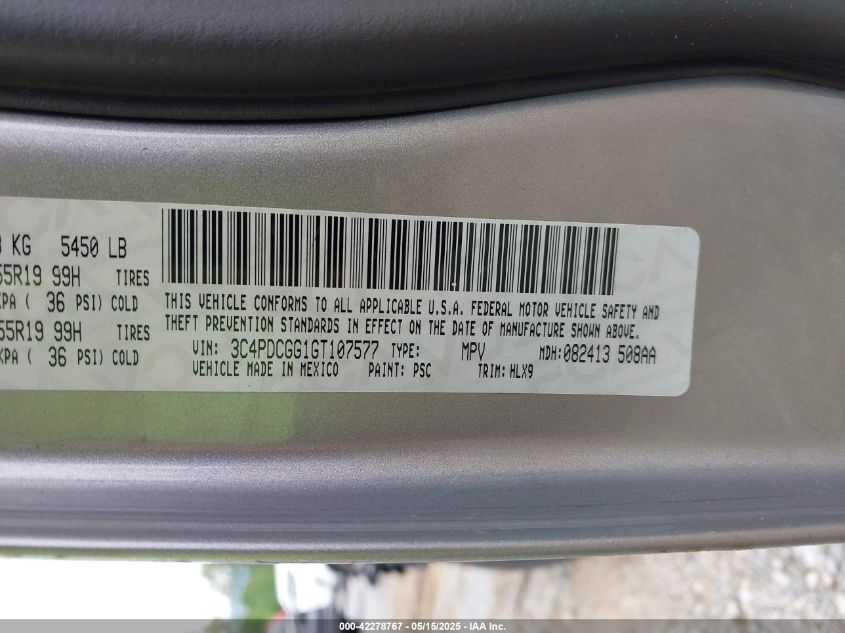 KG 5450 LB
55R19 99H TIRES
KPA ( 36 PSI) COLD
55R19 99H TIRES
KPA ( 36 PSI) COLD
THIS VEHICLE CONFORMS TO ALL APPLICABLE U.S.A. FEDERAL MOTOR VEHICLE SAFETY AND
THEFT PREVENTION STANDARDS IN EFFECT ON THE DATE OF MANUFACTURE SHOWN ABOVE.
VIN: 3C4PDCGG1GT107577 TYPE: MPV MDH:082413 508AA
VEHICLE MADE IN MEXICO PAINT: PSC TRIM: HLX9
000-42278767 - 05/15/2025 - IAA Inc.